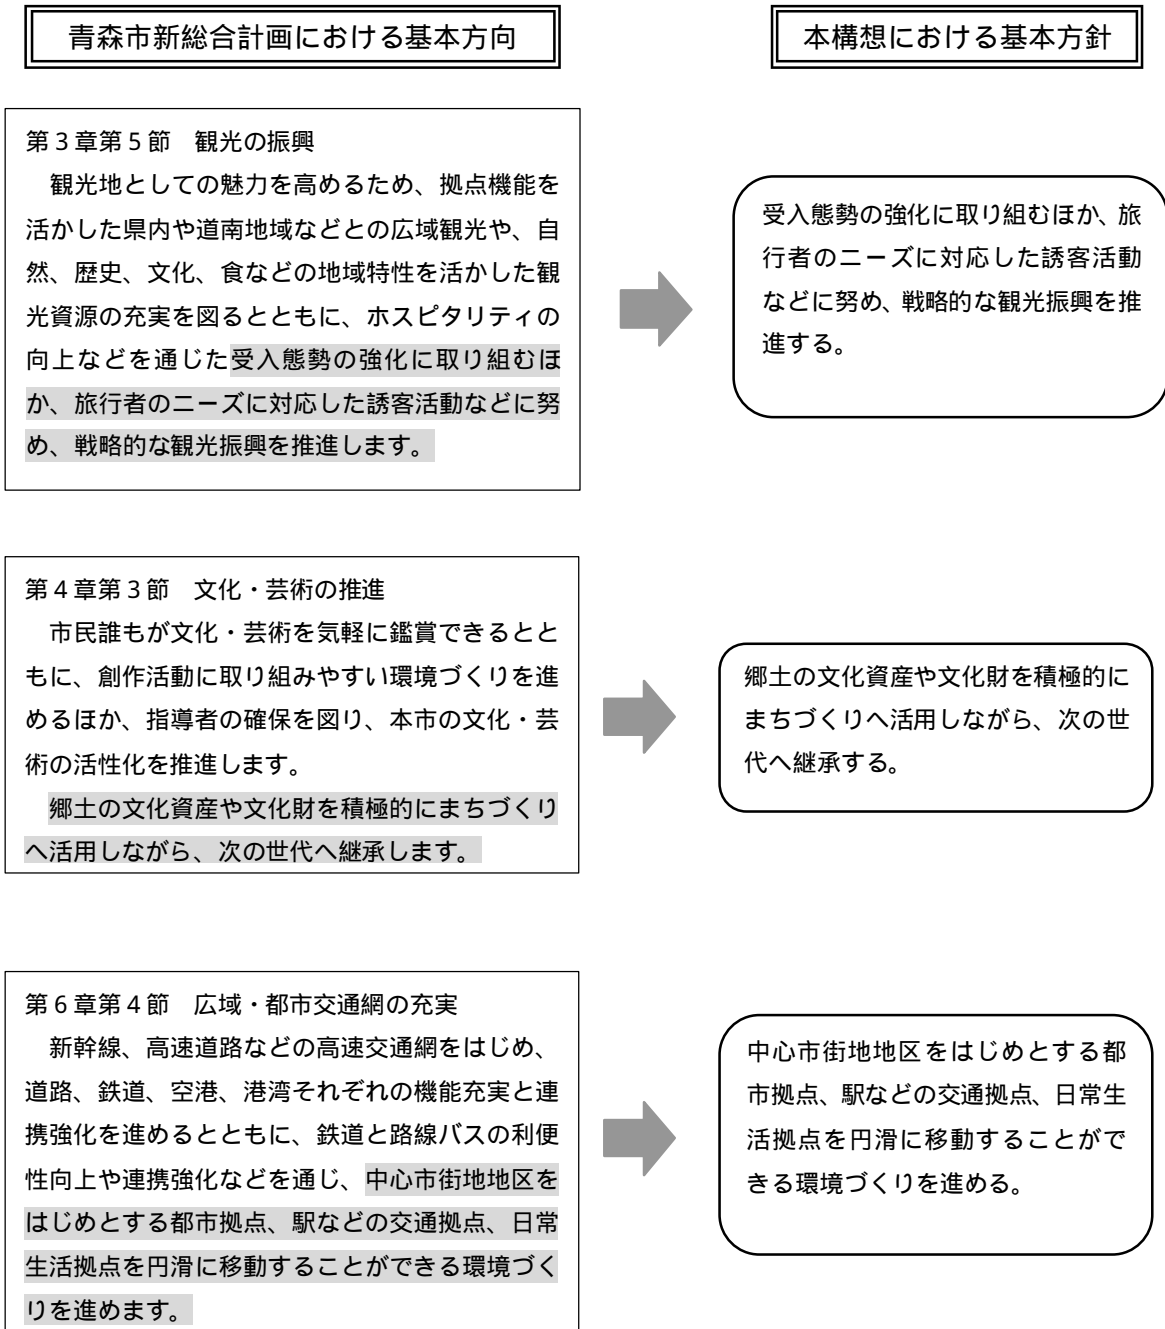 青森市新総合計画における基本方向
本構想における基本方針
第３章第５節　観光の振興
　観光地としての魅力を高めるため、拠点機能を
活かした県内や道南地域などとの広域観光や、自
然、歴史、文化、食などの地域特性を活かした観
光資源の充実を図るとともに、ホスピタリティの
向上などを通じた受入態勢の強化に取り組むほ
か、旅行者のニーズに対応した誘客活動などに努
め、戦略的な観光振興を推進します。
受入態勢の強化に取り組むほか、旅
行者のニーズに対応した誘客活動
などに努め、戦略的な観光振興を推
進する。
第４章第３節　文化・芸術の推進
　市民誰もが文化・芸術を気軽に鑑賞できるとと
もに、創作活動に取り組みやすい環境づくりを進
めるほか、指導者の確保を図り、本市の文化・芸
術の活性化を推進します。
　郷土の文化資産や文化財を積極的にまちづくり
へ活用しながら、次の世代へ継承します。
郷土の文化資産や文化財を積極的に
まちづくりへ活用しながら、次の世
代へ継承する。
第６章第４節　広域・都市交通網の充実
　新幹線、高速道路などの高速交通網をはじめ、
道路、鉄道、空港、港湾それぞれの機能充実と連
携強化を進めるとともに、鉄道と路線バスの利便
性向上や連携強化などを通じ、中心市街地地区を
はじめとする都市拠点、駅などの交通拠点、日常
生活拠点を円滑に移動することができる環境づく
りを進めます。
中心市街地地区をはじめとする都
市拠点、駅などの交通拠点、日常生
活拠点を円滑に移動することがで
きる環境づくりを進める。